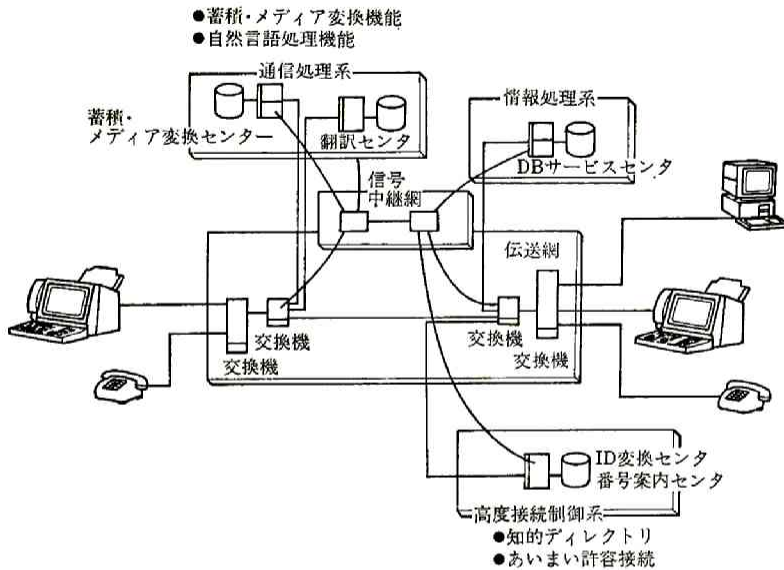 ●蓄積・メディア変換機能
●自然言語処理機能
通信処理系
蓄積・
メディア変換センター
翻訳センタ
情報処理系
DBサービスセンタ
信号
中継網
伝送網
交換機
交換機
交換機
交換機
ID変換センタ
番号案内センタ
高度接続制御系
●知的ディレクトリ
●あいまい許容接続